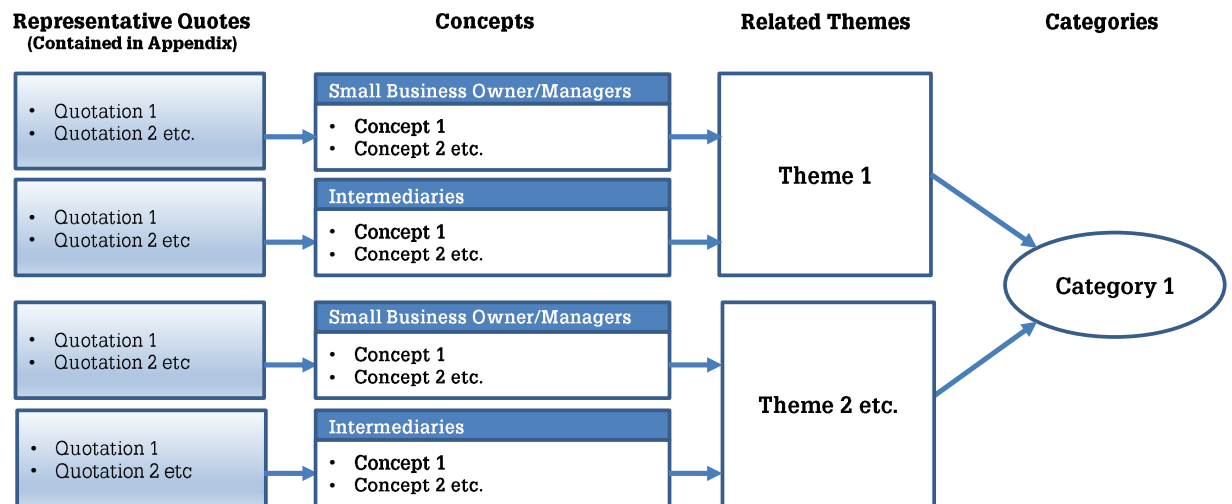 Representative Quotes
(Contained in Appendix)
Concepts
Related Themes
Categories
• Quotation 1
• Quotation 2 etc.
Small Business Owner/Managers
• Concept 1
• Concept 2 etc.
Theme 1
• Quotation 1
• Quotation 2 etc
Intermediaries
• Concept 1
• Concept 2 etc.
Category 1
• Quotation 1
• Quotation 2 etc
Small Business Owner/Managers
• Concept 1
• Concept 2 etc.
Theme 2 etc.
• Quotation 1
• Quotation 2 etc
Intermediaries
• Concept 1
• Concept 2 etc.